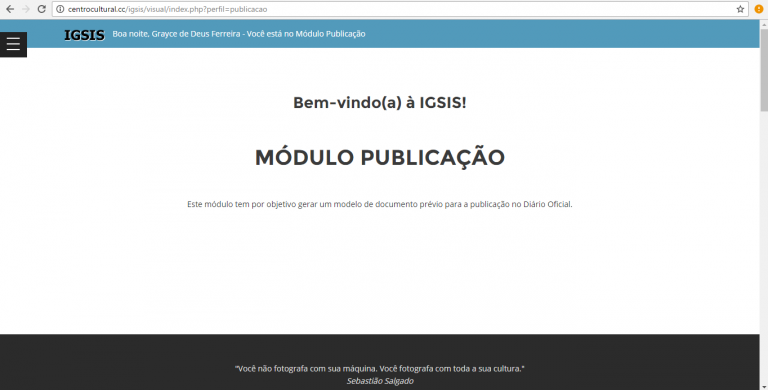 centrocultural.cc/igsis/visual/index.php?perfil=publicacao
IGSIS Boa noite, Grayce de Deus Ferreira - Você está no Módulo Publicação
Bem-vindo(a) à IGSIS!
MÓDULO PUBLICAÇÃO
Este módulo tem por objetivo gerar um modelo de documento prévio para a publicação no Diário Oficial.
"Você não fotografa com sua máquina. Você fotografa com toda a sua cultura."
Sebastião Salgado